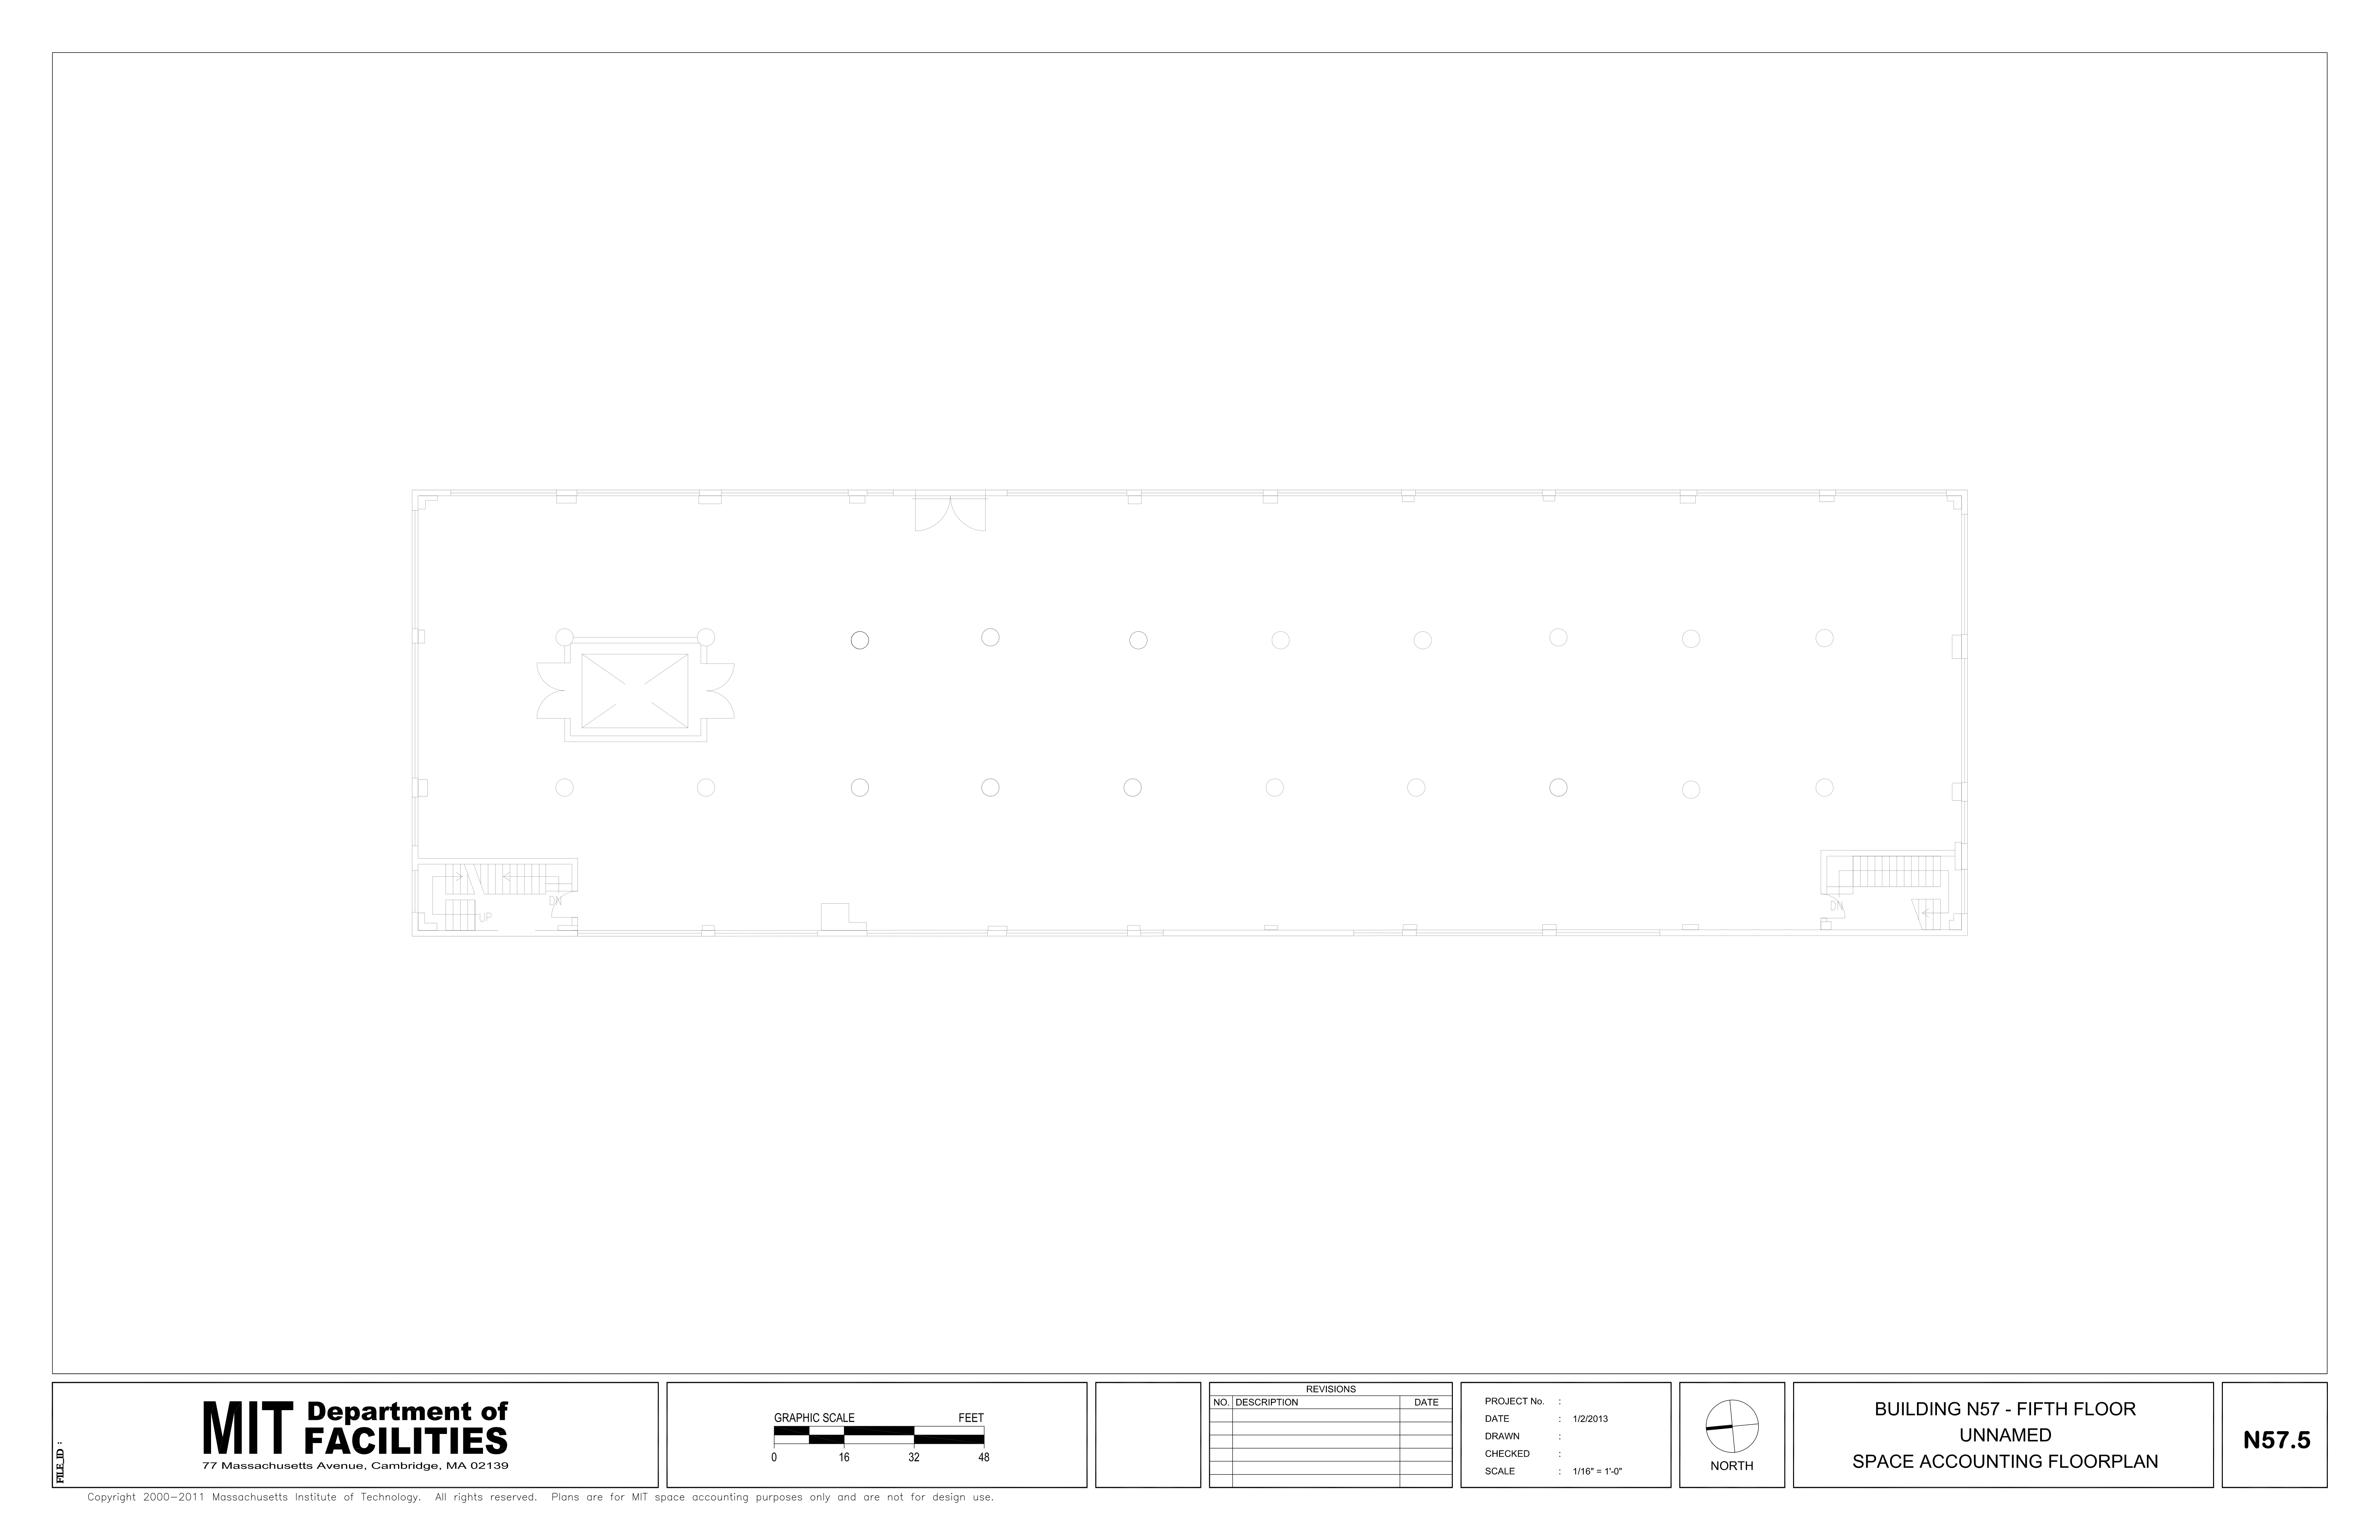 DN
UP
DN
MIT Department of
FACILITIES
77 Massachusetts Avenue, Cambridge, MA 02139
FILE_ID :
GRAPHIC SCALE FEET
0 16 32 48
REVISIONS
NO. DESCRIPTION DATE
PROJECT No. :
DATE : 1/2/2013
DRAWN :
CHECKED :
SCALE : 1/16" = 1'-0"
NORTH
BUILDING N57 - FIFTH FLOOR
UNNAMED
SPACE ACCOUNTING FLOORPLAN
N57.5
Copyright 2000-2011 Massachusetts Institute of Technology. All rights reserved. Plans are for MIT space accounting purposes only and are not for design use.